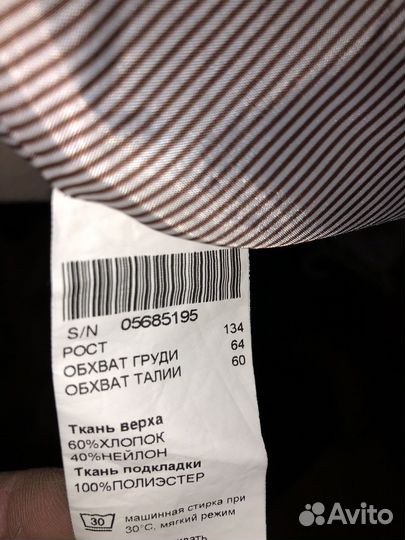 S/N 05685195
РОСТ 134
ОБХВАТ ГРУДИ 64
ОБХВАТ ТАЛИИ 60
Ткань верха
60%ХЛОПОК
40%НЕЙЛОН
Ткань подкладки
100%ПОЛИЭСТЕР
30 машинная стирка при
30°С, мягкий режим
Avito